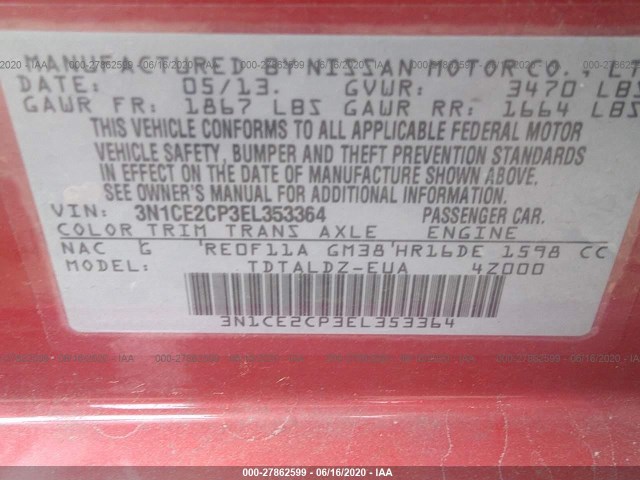 MANUFACTURED BY NISSAN MOTOR CO., LT
DATE: 05/13. GVWR: 3470 LBS
GAWR FR: 1867 LBS GAWR RR: 1664 LBS
THIS VEHICLE CONFORMS TO ALL APPLICABLE FEDERAL MOTOR
VEHICLE SAFETY, BUMPER AND THEFT PREVENTION STANDARDS
IN EFFECT ON THE DATE OF MANUFACTURE SHOWN ABOVE.
SEE OWNER'S MANUAL FOR ADDITIONAL INFORMATION.
VIN: 3N1CE2CP3EL353364 PASSENGER CAR.
COLOR TRIM TRANS AXLE ENGINE
NAC G 'RE0F11A GM38'HR16DE 1598 CC
MODEL: TDTALDZ-EUA 4Z000
3N1CE2CP3EL353364
000-27862599 | 06/16/2020 - IAA